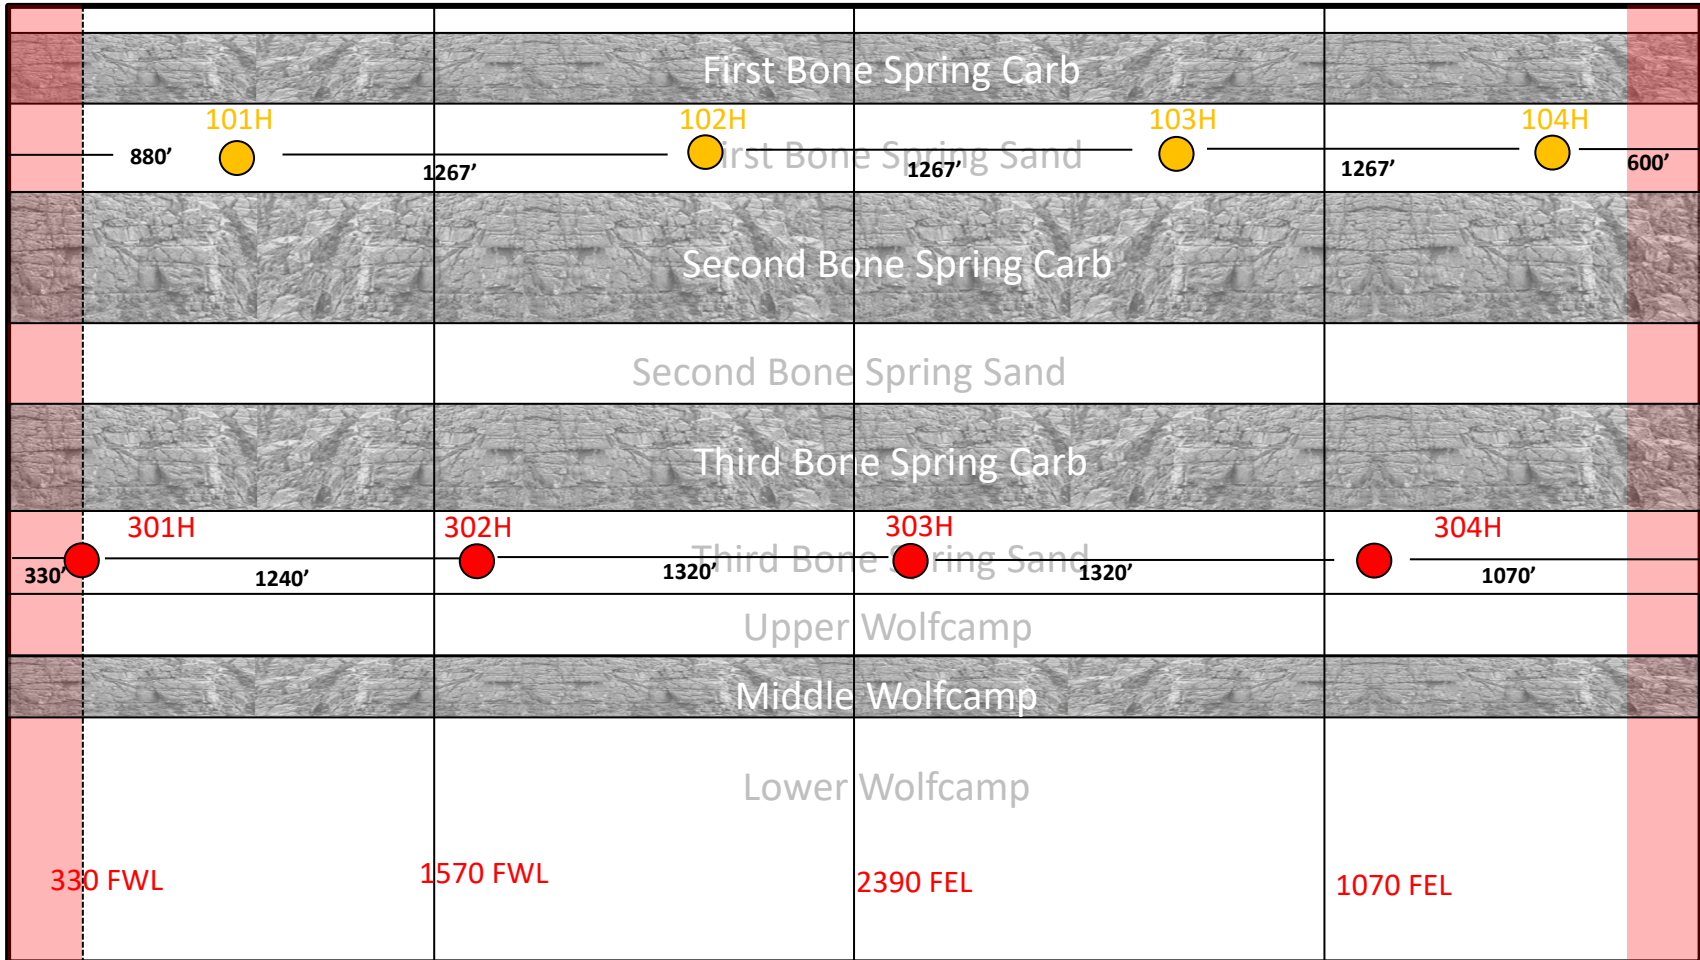 First Bone Spring Carb
101H 102H 103H 104H
First Bone Spring Sand
880’ 1267’ 1267’ 1267’ 600’
Second Bone Spring Carb
Second Bone Spring Sand
Third Bone Spring Carb
301H 302H 303H 304H
Third Bone Spring Sand
330’ 1240’ 1320’ 1320’ 1070’
Upper Wolfcamp
Middle Wolfcamp
Lower Wolfcamp
330 FWL 1570 FWL 2390 FEL 1070 FEL